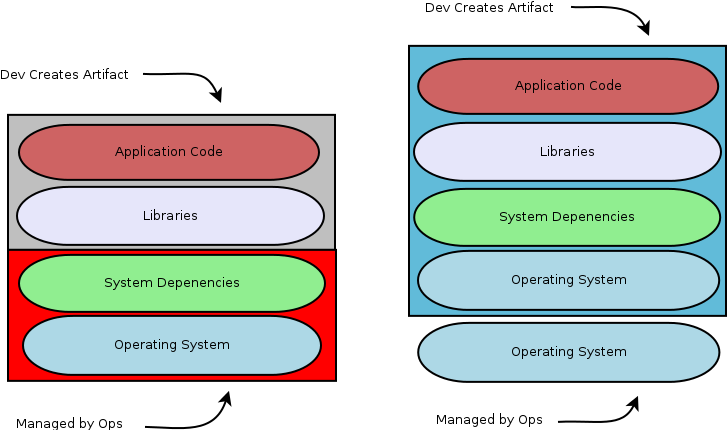 Dev Creates Artifact
Application Code
Libraries
System Depenencies
Operating System
Managed by Ops
Dev Creates Artifact
Application Code
Libraries
System Depenencies
Operating System
Operating System
Managed by Ops